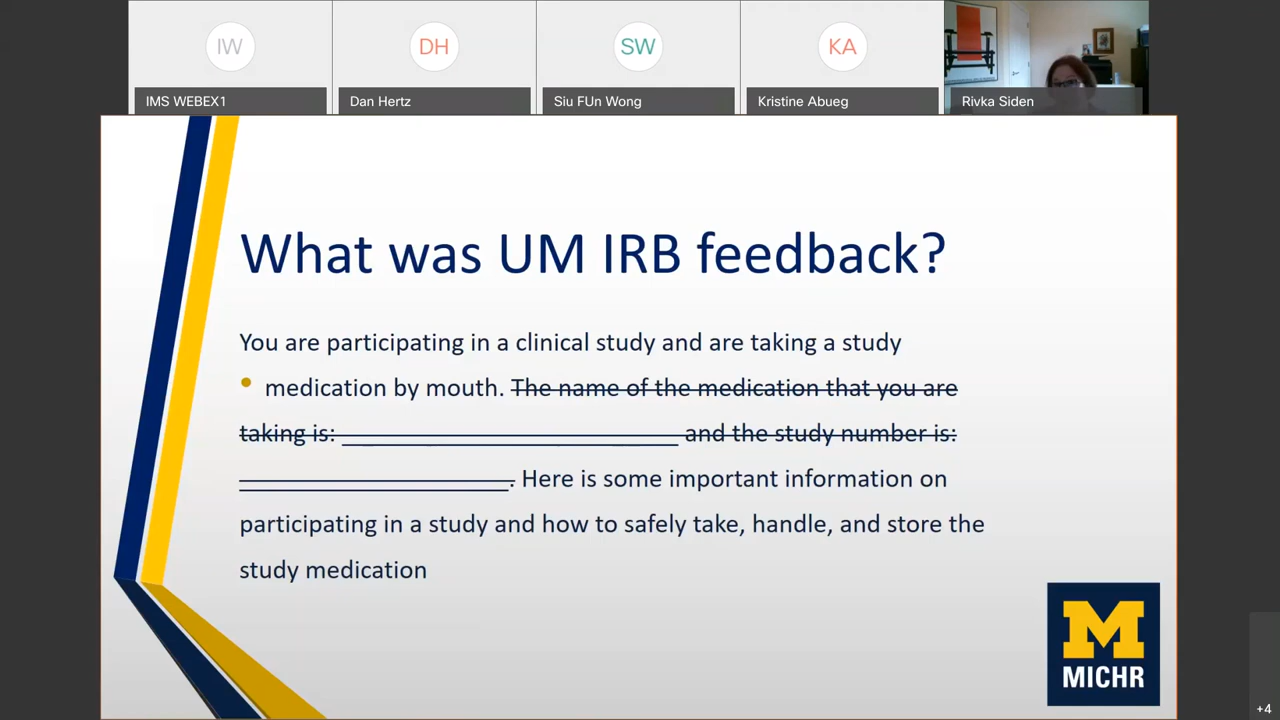 IW
DH
SW
KA
IMS WEBEX1
Dan Hertz
Siu FUn Wong
Kristine Abueg
Rivka Siden
What was UM IRB feedback?
You are participating in a clinical study and are taking a study
• medication by mouth. The name of the medication that you are
taking is: __________________________ and the study number is:
_____________________. Here is some important information on
participating in a study and how to safely take, handle, and store the
study medication
M
MICHR
+4